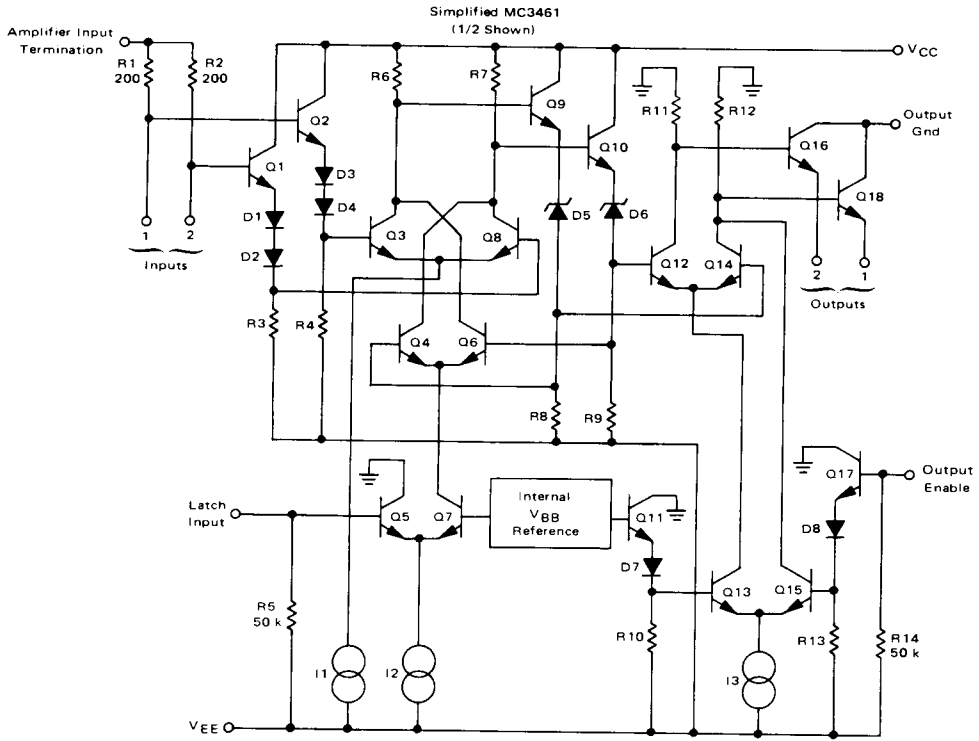 Simplified MC3461
(1/2 Shown)
Amplifier Input
Termination
VCC
R1
200
R2
200
R6
R7
R11
R12
Output
Gnd
Q2
Q9
Q10
Q16
Q18
Q1
D3
D4
D1
D2
D5
D6
Q3
Q8
Q12
Q14
1
2
Inputs
2
1
Outputs
R3
R4
Q4
Q6
R8
R9
Q17
Output
Enable
Latch
Input
Q5
Q7
Internal
VBB
Reference
Q11
D8
D7
Q13
Q15
R5
50 k
R10
R13
R14
50 k
I1
I2
I3
VEE